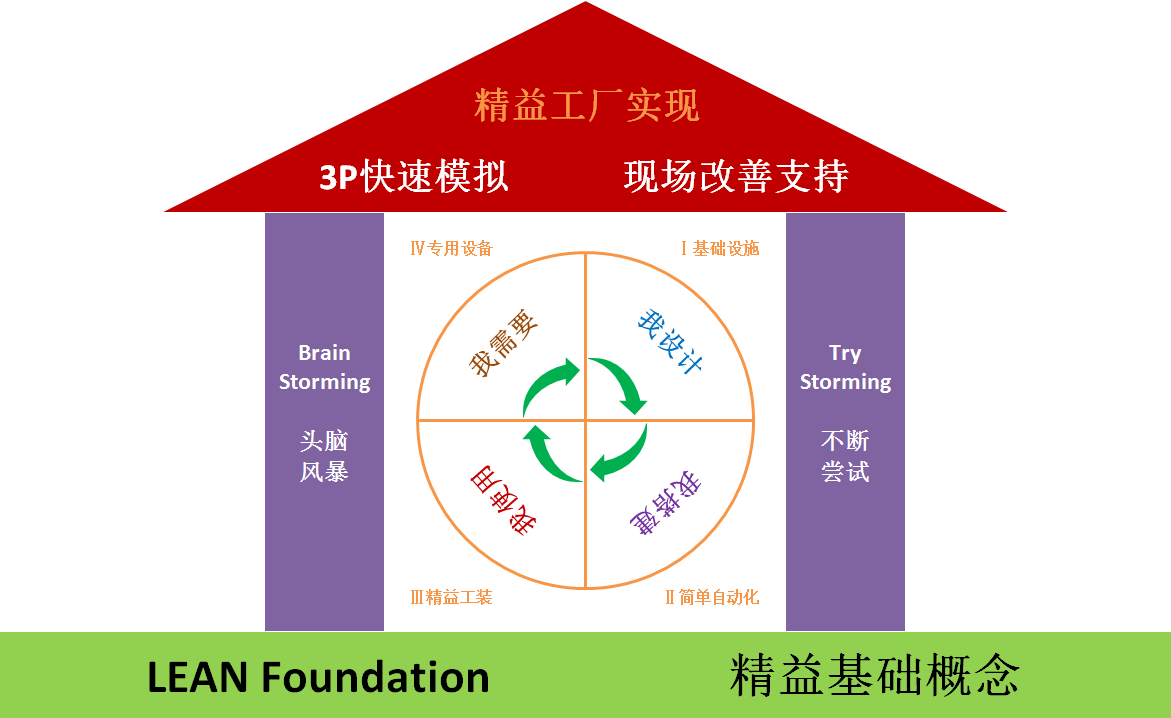 精益工厂实现
3P快速模拟
现场改善支持
Ⅳ专用设备
Ⅰ基础设施
我需要
我设计
Brain
Storming
头脑
风暴
Try
Storming
不断
尝试
我使用
我搭建
Ⅲ精益工装
Ⅱ简单自动化
LEAN Foundation
精益基础概念